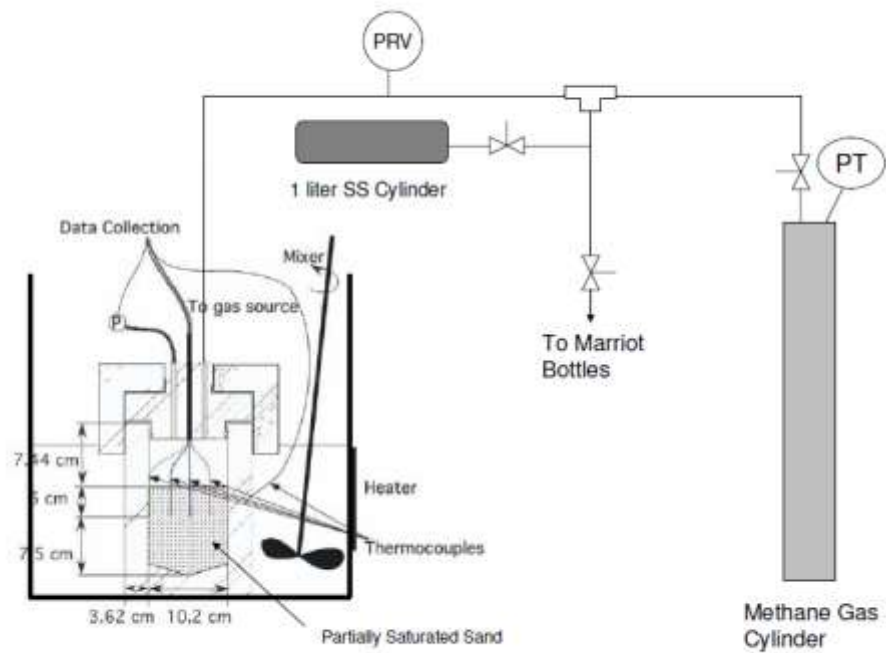 PRV
PT
1 liter SS Cylinder
Data Collection
Mixer
To gas source
P
To Marriot
Bottles
7.44 cm
5 cm
Heater
Thermocouples
7.5 cm
3.62 cm
10.2 cm
Partially Saturated Sand
Methane Gas
Cylinder